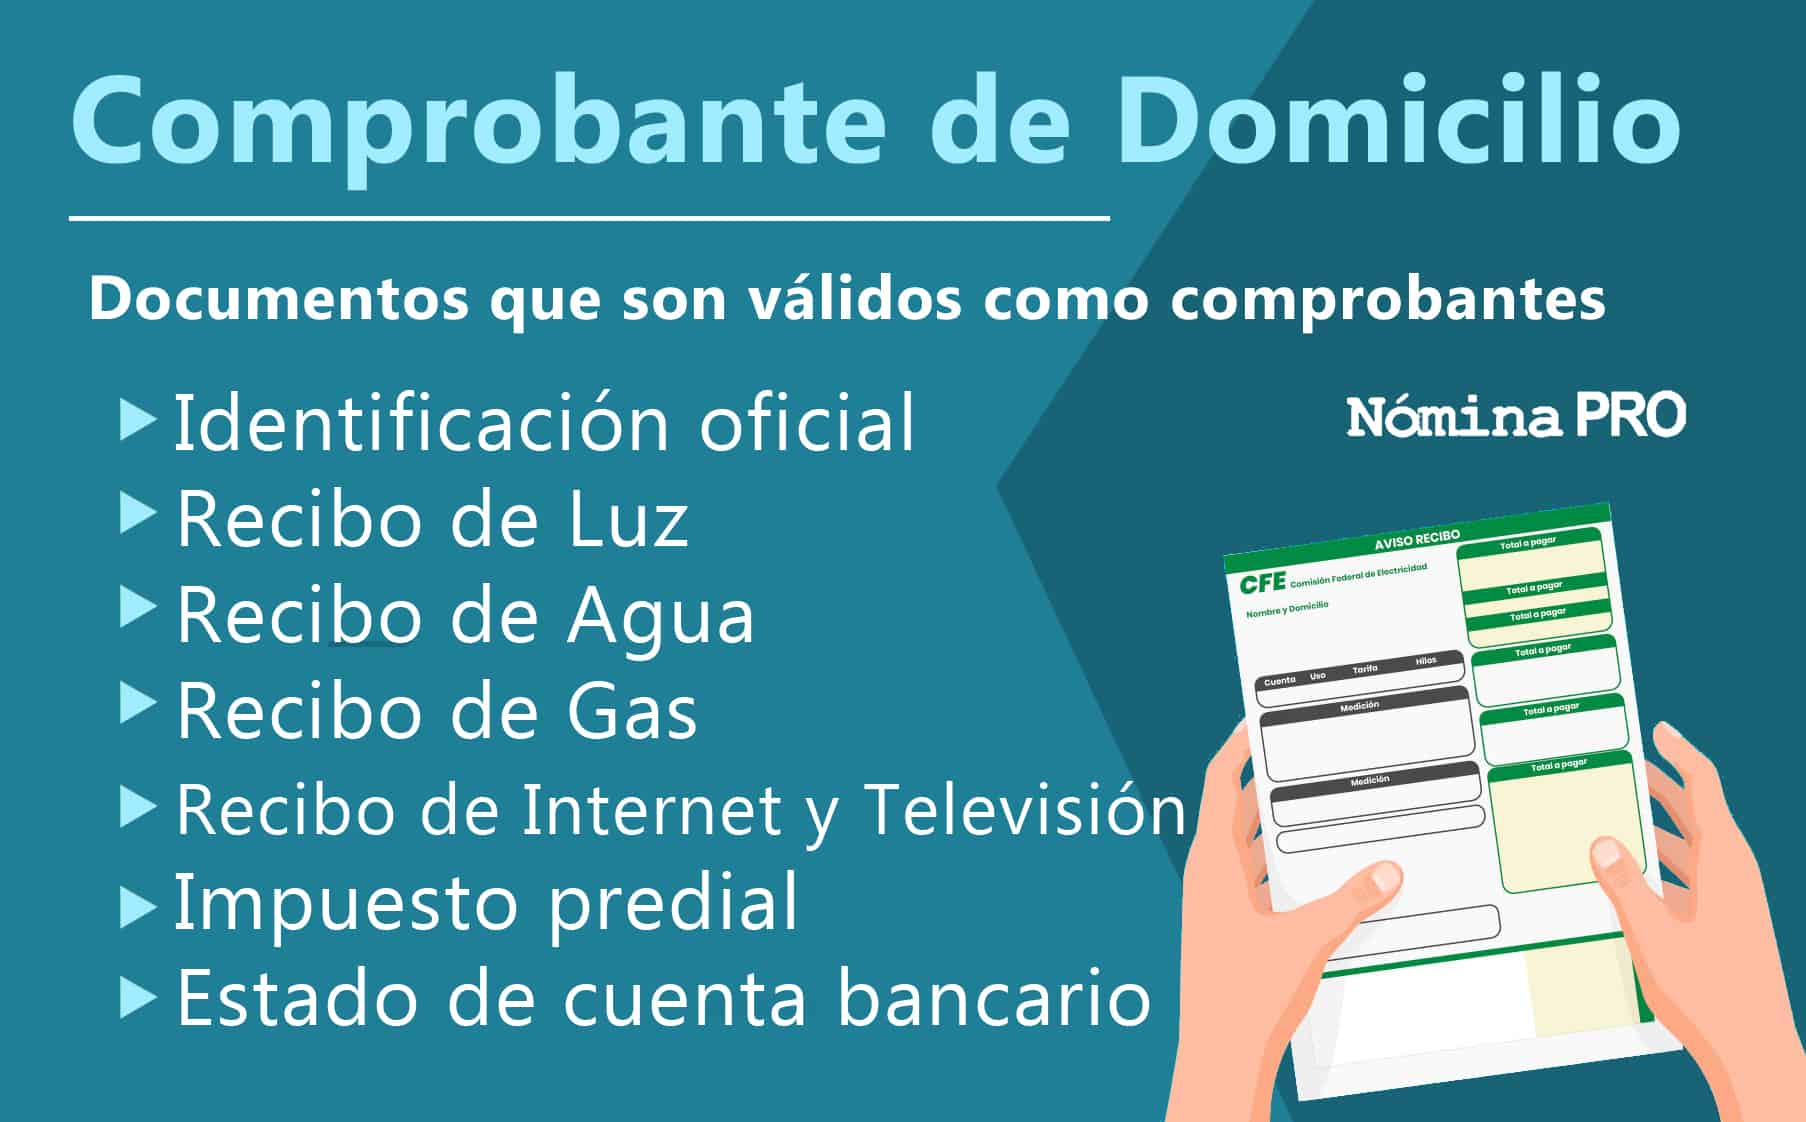 Comprobante de Domicilio
Documentos que son válidos como comprobantes
Identificación oficial
Recibo de Luz
Recibo de Agua
Recibo de Gas
Recibo de Internet y Televisión
Impuesto predial
Estado de cuenta bancario
Nómina PRO
AVISO RECIBO
CFE Comisión Federal de Electricidad
Nombre y Domicilio
Total a pagar
Total a pagar
Total a pagar
Cuenta Uso Tarifa Hilos
Total a pagar
Medición
Total a pagar
Medición
Total a pagar